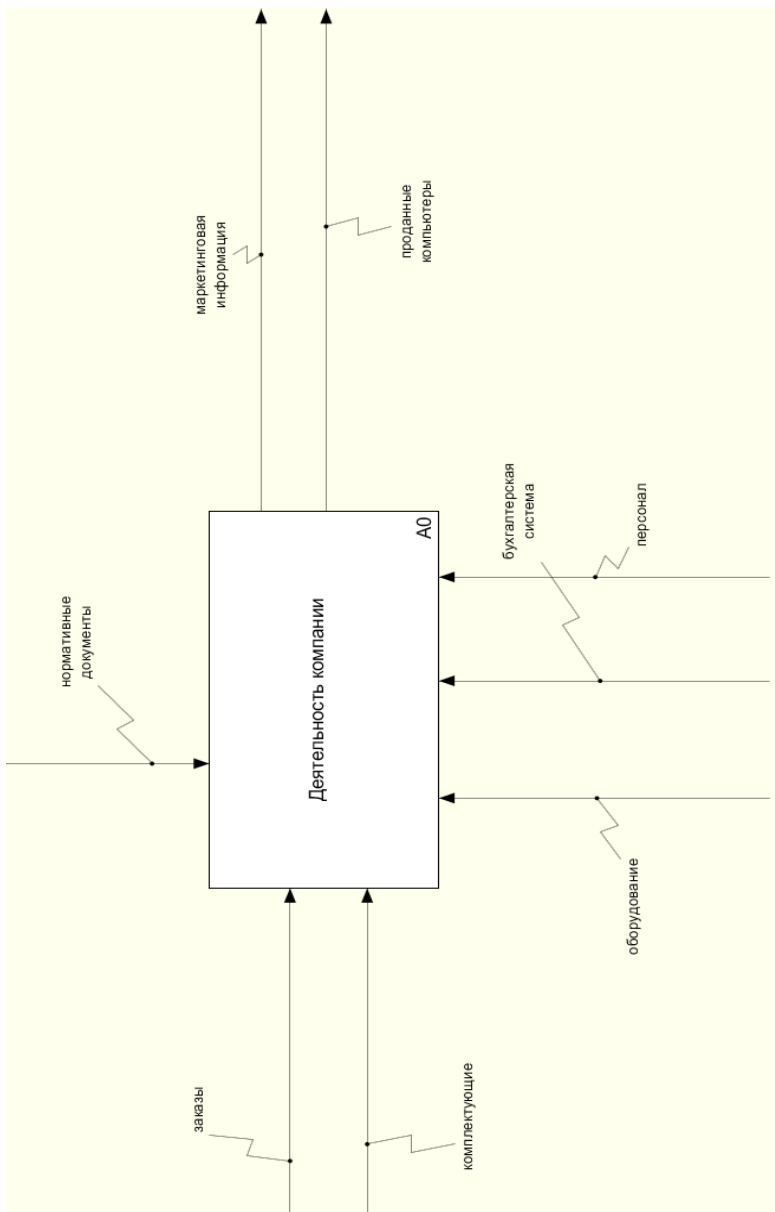 нормативные
документы
заказы
комплектующие
Деятельность компании
A0
маркетинговая
информация
проданные
компьютеры
оборудование
бухгалтерская
система
персонал